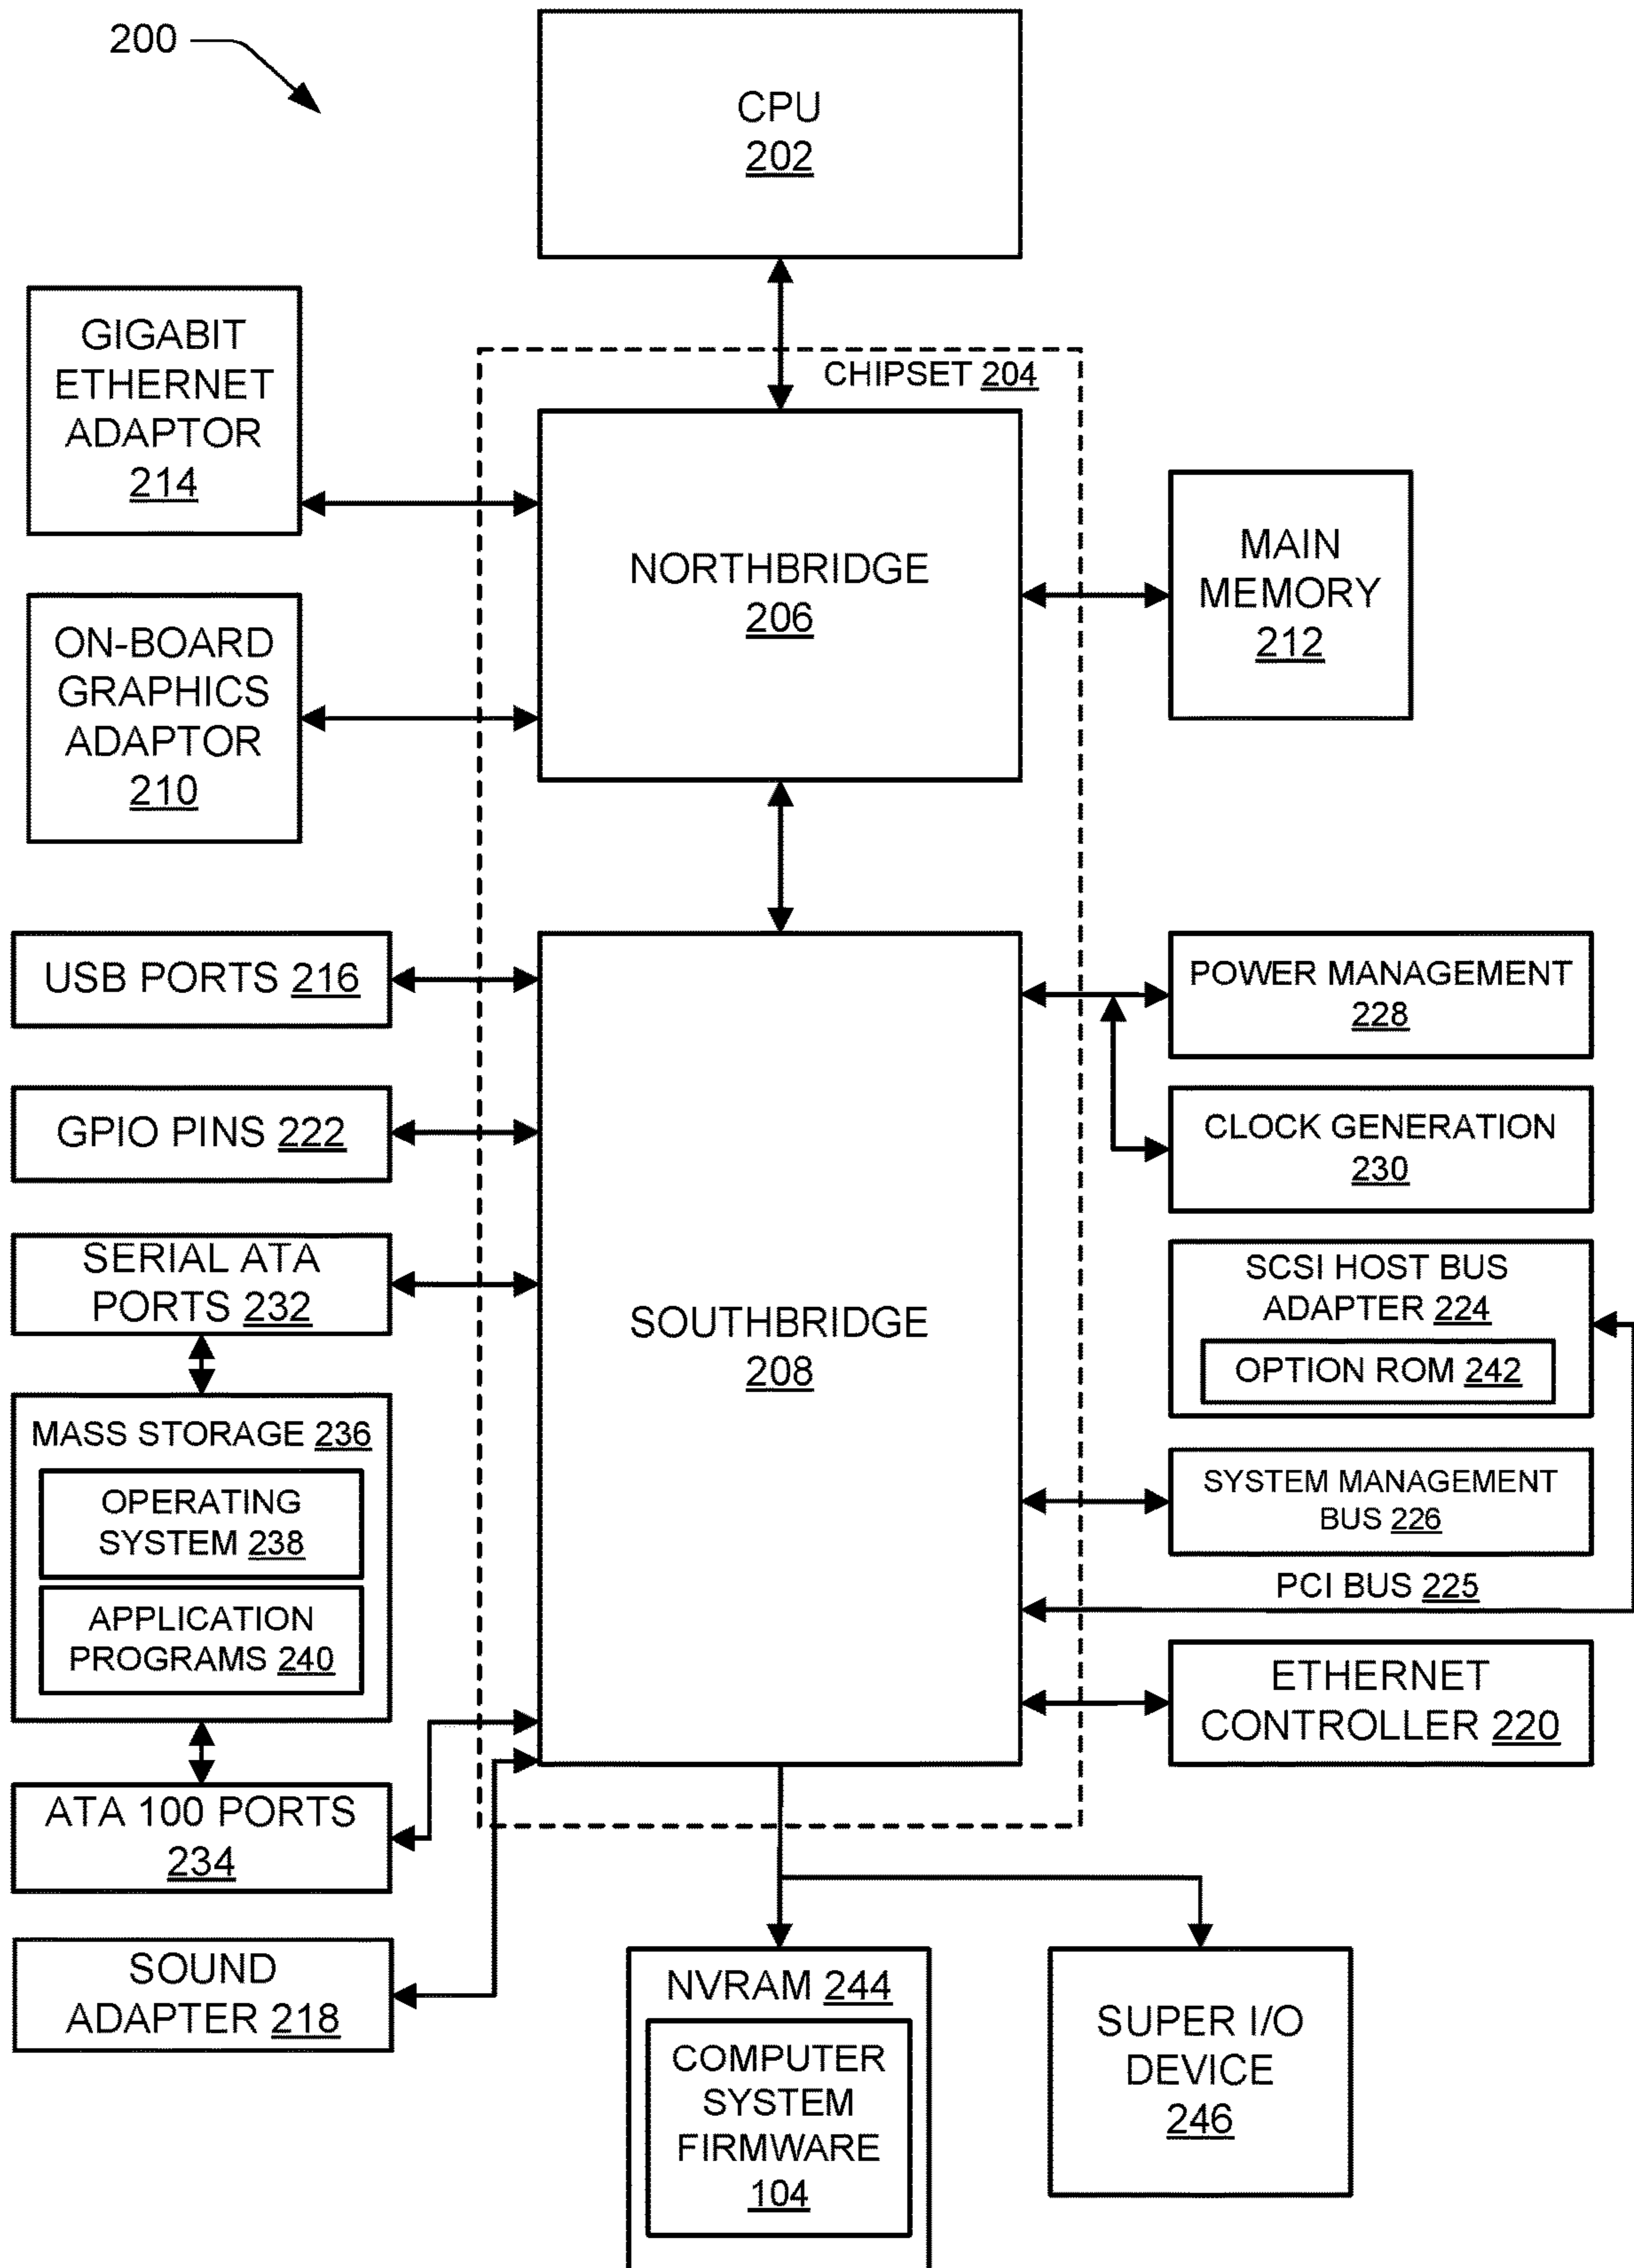 200
CPU
202
GIGABIT
ETHERNET
ADAPTOR
214
CHIPSET 204
NORTHBRIDGE
206
MAIN
MEMORY
212
ON-BOARD
GRAPHICS
ADAPTOR
210
USB PORTS 216
GPIO PINS 222
SERIAL ATA
PORTS 232
MASS STORAGE 236
OPERATING
SYSTEM 238
APPLICATION
PROGRAMS 240
ATA 100 PORTS
234
SOUND
ADAPTER 218
SOUTHBRIDGE
208
POWER MANAGEMENT
228
CLOCK GENERATION
230
SCSI HOST BUS
ADAPTER 224
OPTION ROM 242
SYSTEM MANAGEMENT
BUS 226
PCI BUS 225
ETHERNET
CONTROLLER 220
NVRAM 244
COMPUTER
SYSTEM
FIRMWARE
104
SUPER I/O
DEVICE
246